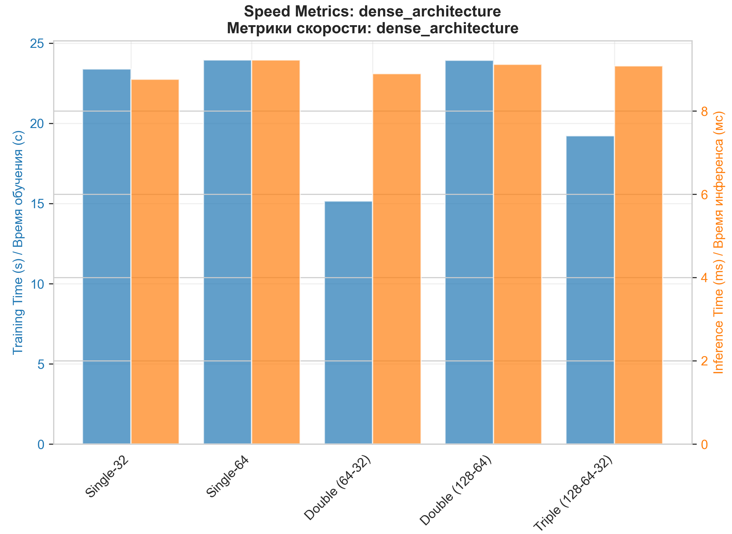 Speed Metrics: dense_architecture
Метрики скорости: dense_architecture
Training Time (s) / Время обучения (с)
25
20
15
10
5
0
Inference Time (ms) / Время инференса (мс)
8
6
4
2
0
Single-32
Single-64
Double (64-32)
Double (128-64)
Triple (128-64-32)